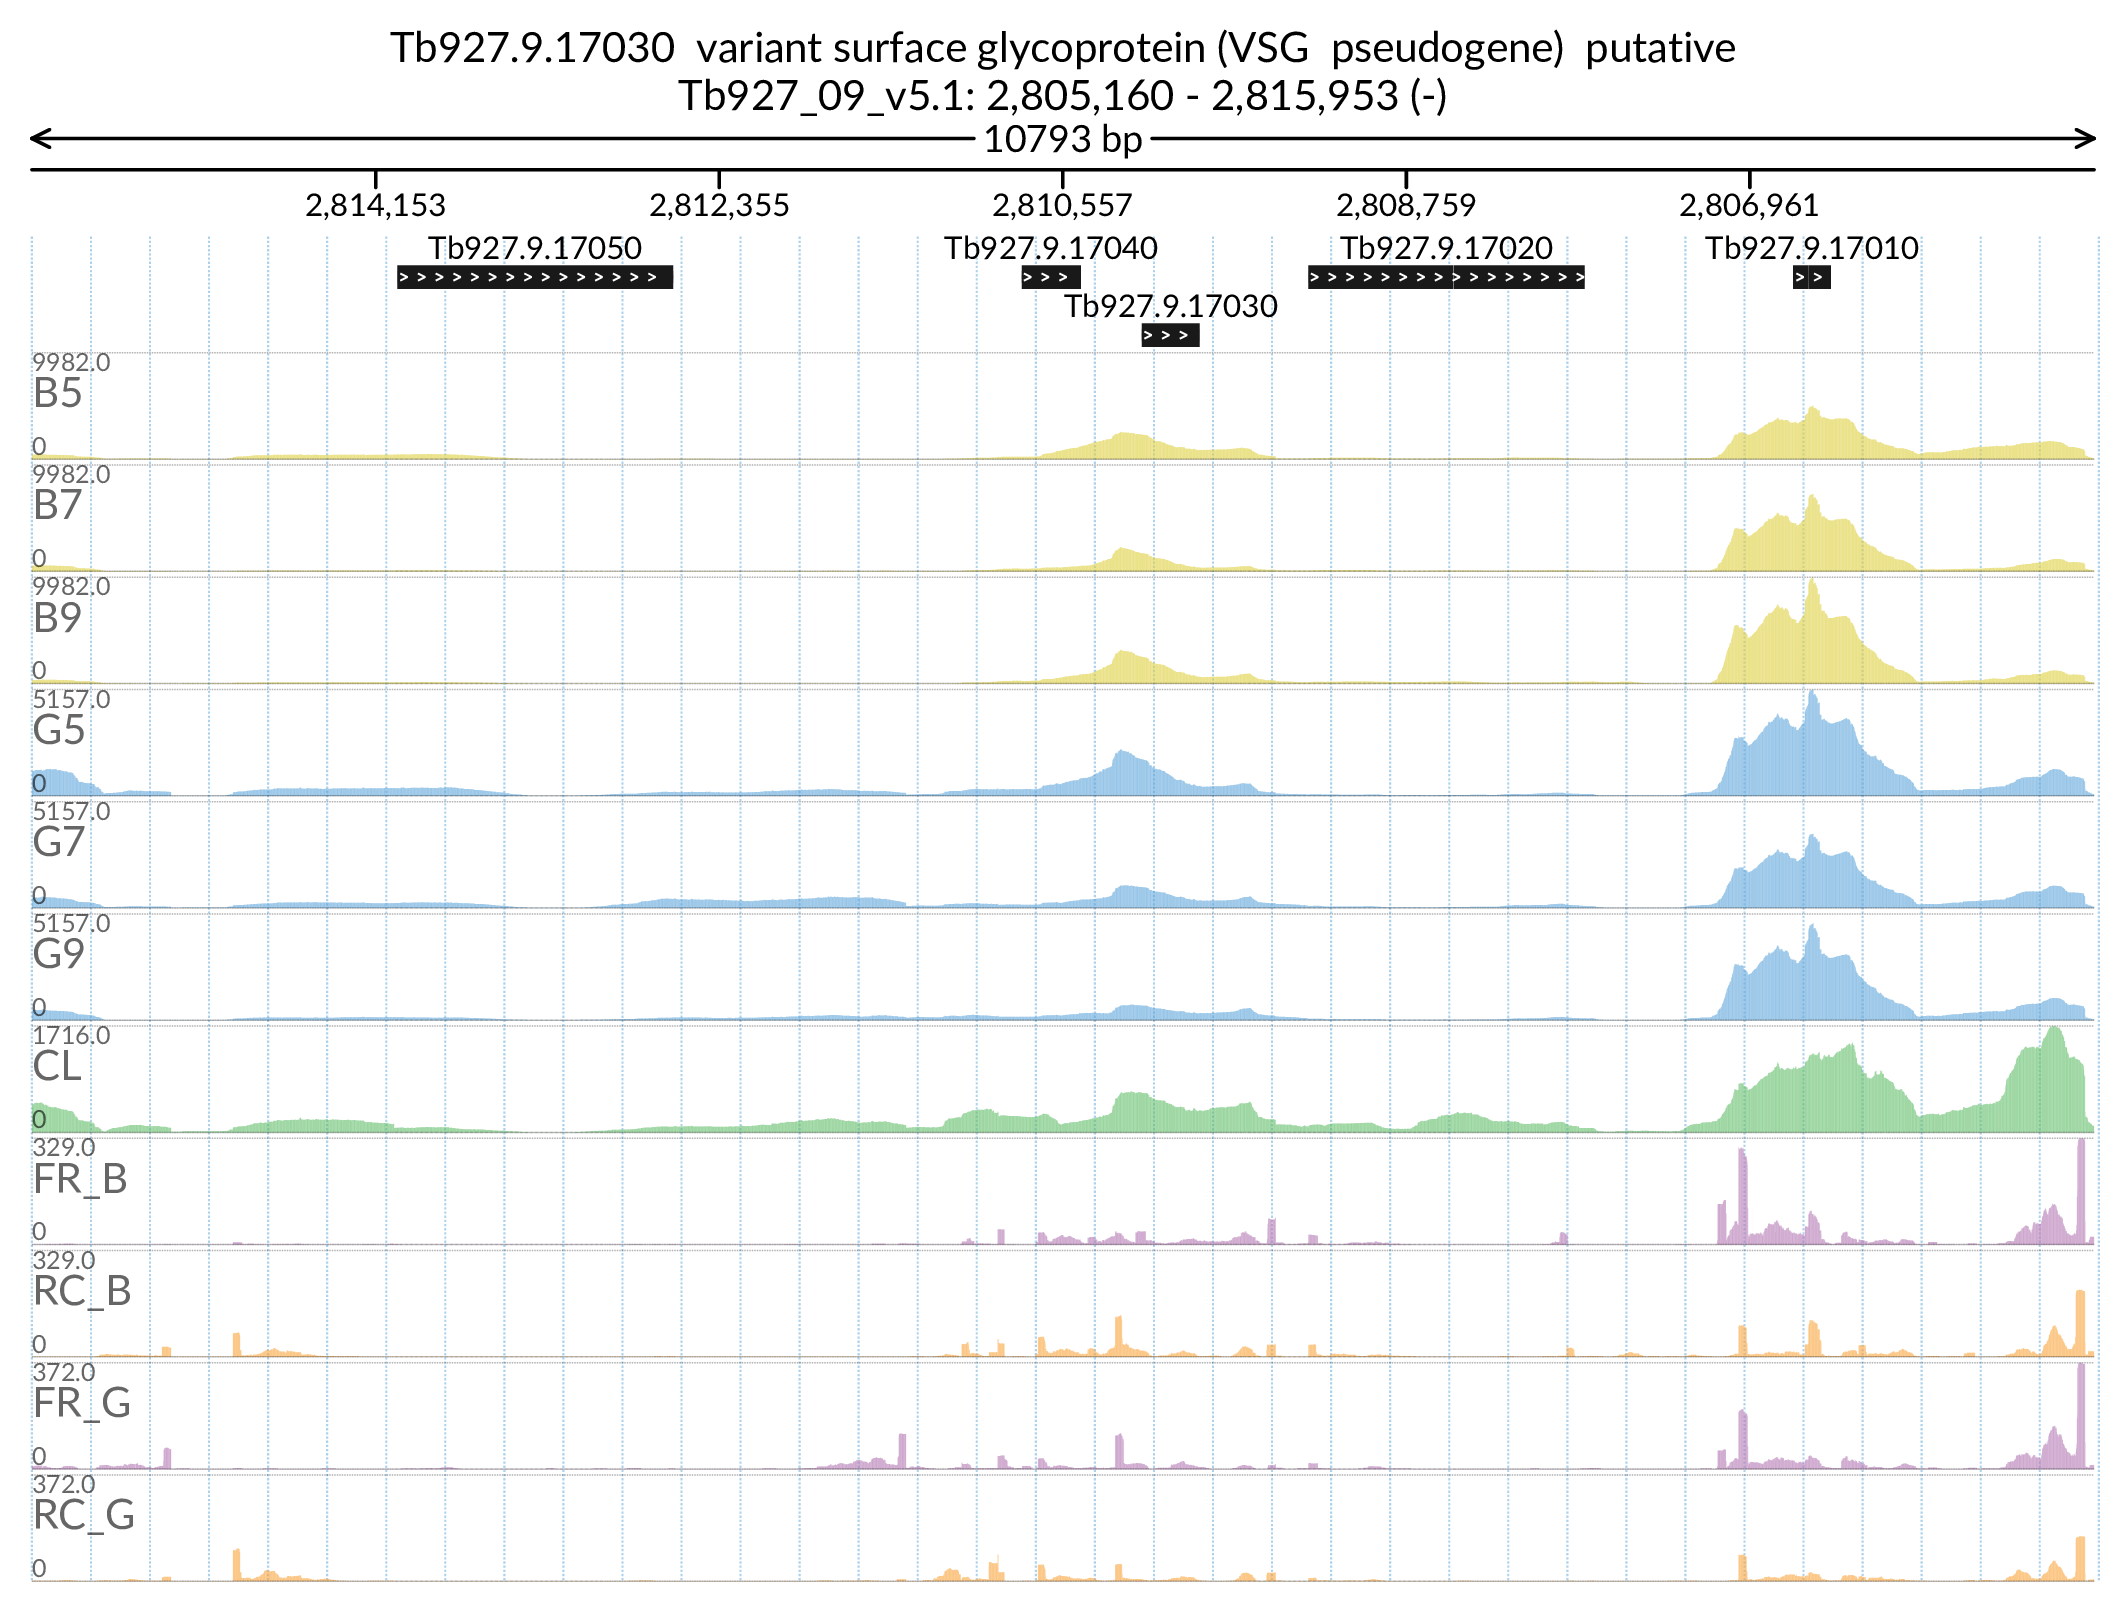 Tb927.9.17030  variant surface glycoprotein (VSG  pseudogene)  putative
Tb927_09_v5.1: 2,805,160 - 2,815,953 (-)
10793 bp
2,814,153 2,812,355 2,810,557 2,808,759 2,806,961
Tb927.9.17050 Tb927.9.17040 Tb927.9.17020 Tb927.9.17010
Tb927.9.17030
9982.0
B5
0
9982.0
B7
0
9982.0
B9
0
5157.0
G5
0
5157.0
G7
0
5157.0
G9
0
1716.0
CL
0
329.0
FR_B
0
329.0
RC_B
0
372.0
FR_G
0
372.0
RC_G
0